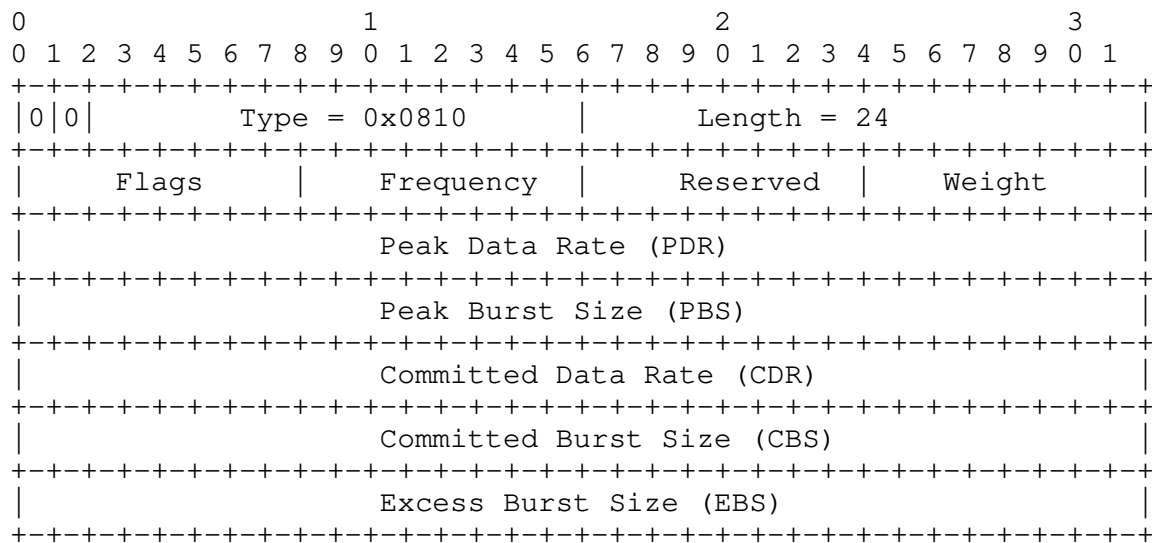 0                   1                   2                   3
0 1 2 3 4 5 6 7 8 9 0 1 2 3 4 5 6 7 8 9 0 1 2 3 4 5 6 7 8 9 0 1
+-+-+-+-+-+-+-+-+-+-+-+-+-+-+-+-+-+-+-+-+-+-+-+-+-+-+-+-+-+-+-+-+
|0|0|        Type = 0x0810      |      Length = 24              |
+-+-+-+-+-+-+-+-+-+-+-+-+-+-+-+-+-+-+-+-+-+-+-+-+-+-+-+-+-+-+-+-+
|     Flags     |    Frequency  |     Reserved  |    Weight     |
+-+-+-+-+-+-+-+-+-+-+-+-+-+-+-+-+-+-+-+-+-+-+-+-+-+-+-+-+-+-+-+-+
|                    Peak Data Rate (PDR)                       |
+-+-+-+-+-+-+-+-+-+-+-+-+-+-+-+-+-+-+-+-+-+-+-+-+-+-+-+-+-+-+-+-+
|                    Peak Burst Size (PBS)                      |
+-+-+-+-+-+-+-+-+-+-+-+-+-+-+-+-+-+-+-+-+-+-+-+-+-+-+-+-+-+-+-+-+
|                    Committed Data Rate (CDR)                  |
+-+-+-+-+-+-+-+-+-+-+-+-+-+-+-+-+-+-+-+-+-+-+-+-+-+-+-+-+-+-+-+-+
|                    Committed Burst Size (CBS)                 |
+-+-+-+-+-+-+-+-+-+-+-+-+-+-+-+-+-+-+-+-+-+-+-+-+-+-+-+-+-+-+-+-+
|                    Excess Burst Size (EBS)                    |
+-+-+-+-+-+-+-+-+-+-+-+-+-+-+-+-+-+-+-+-+-+-+-+-+-+-+-+-+-+-+-+-+